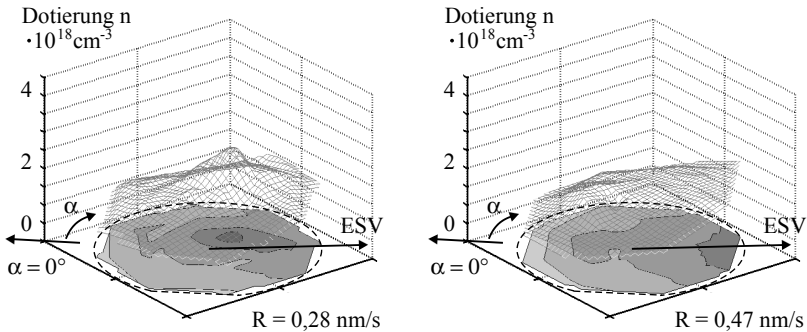 Dotierung n
·10¹⁸cm⁻³
4
2
0
α
α = 0°
ESV
R = 0,28 nm/s
Dotierung n
·10¹⁸cm⁻³
4
2
0
α
α = 0°
ESV
R = 0,47 nm/s